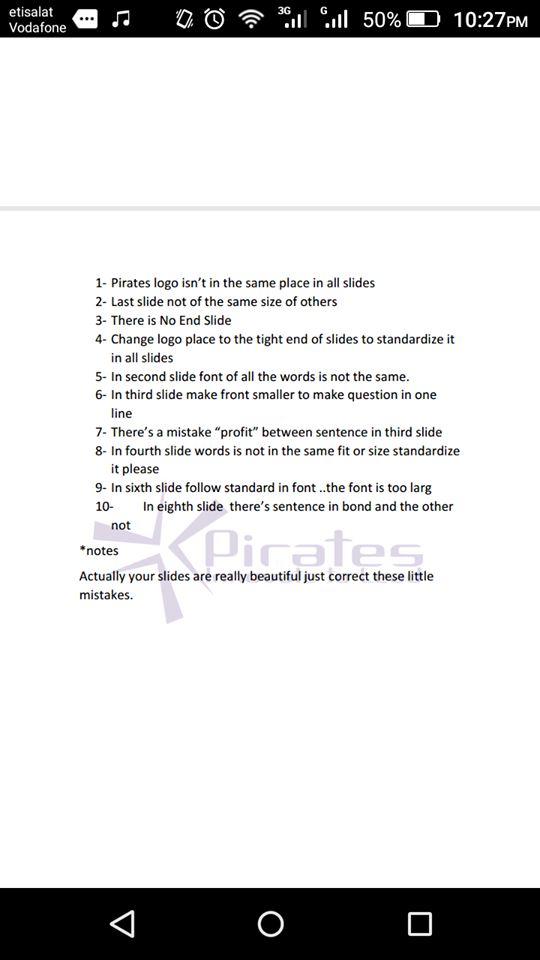 etisalat
Vodafone
3G
G
50%
10:27PM
1- Pirates logo isn't in the same place in all slides
2- Last slide not of the same size of others
3- There is No End Slide
4- Change logo place to the tight end of slides to standardize it
in all slides
5- In second slide font of all the words is not the same.
6- In third slide make front smaller to make question in one
line
7- There's a mistake “profit” between sentence in third slide
8- In fourth slide words is not in the same fit or size standardize
it please
9- In sixth slide follow standard in font ..the font is too larg
10- In eighth slide there's sentence in bond and the other
not
*notes
Pirates
Actually your slides are really beautiful just correct these little
mistakes.